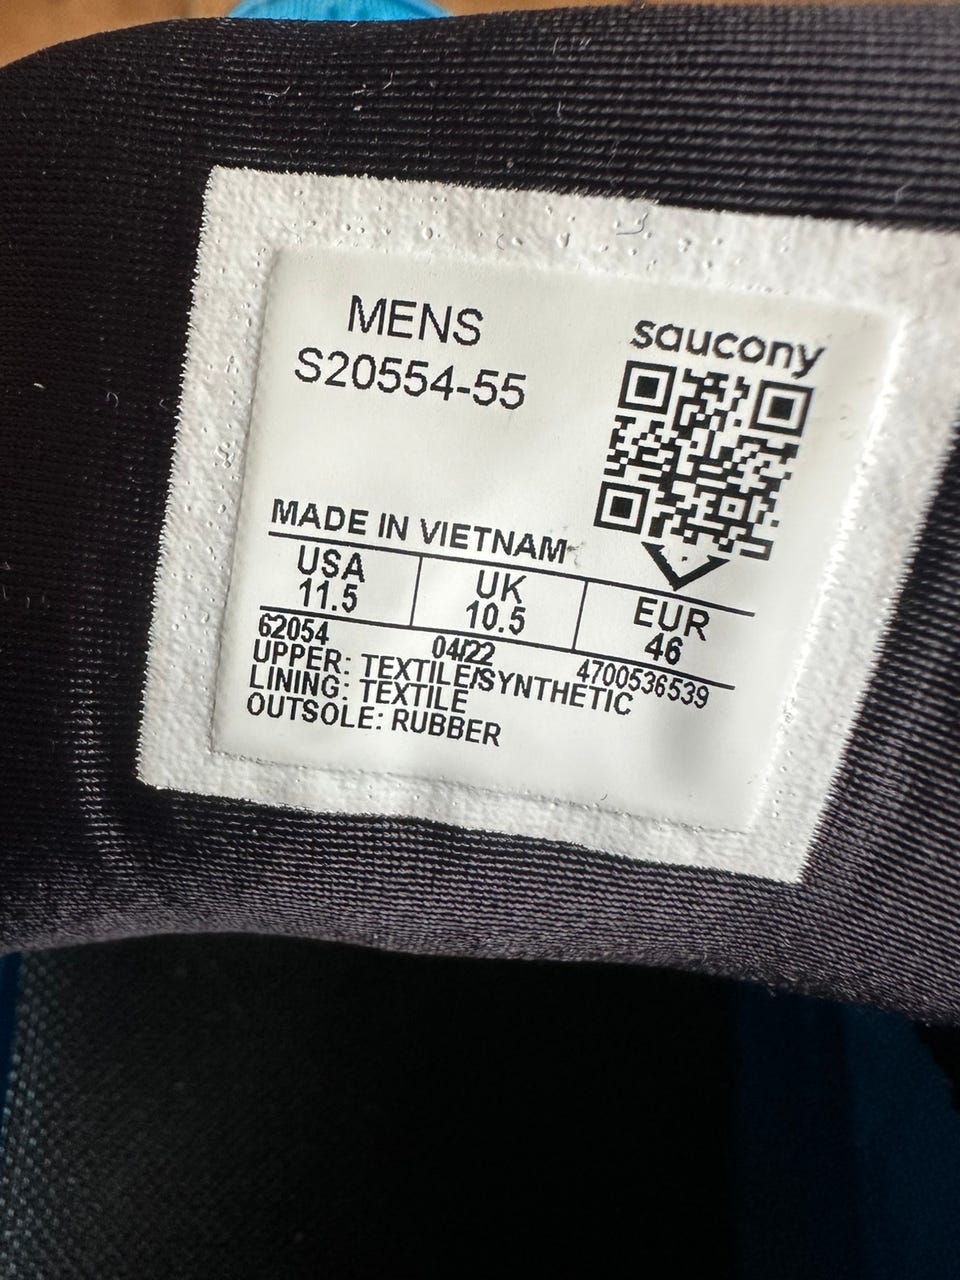 MENS
S20554-55
saucony
MADE IN VIETNAM
USA UK EUR
11.5 10.5 46
62054 04/22 4700536539
UPPER: TEXTILE/SYNTHETIC
LINING: TEXTILE
OUTSOLE: RUBBER